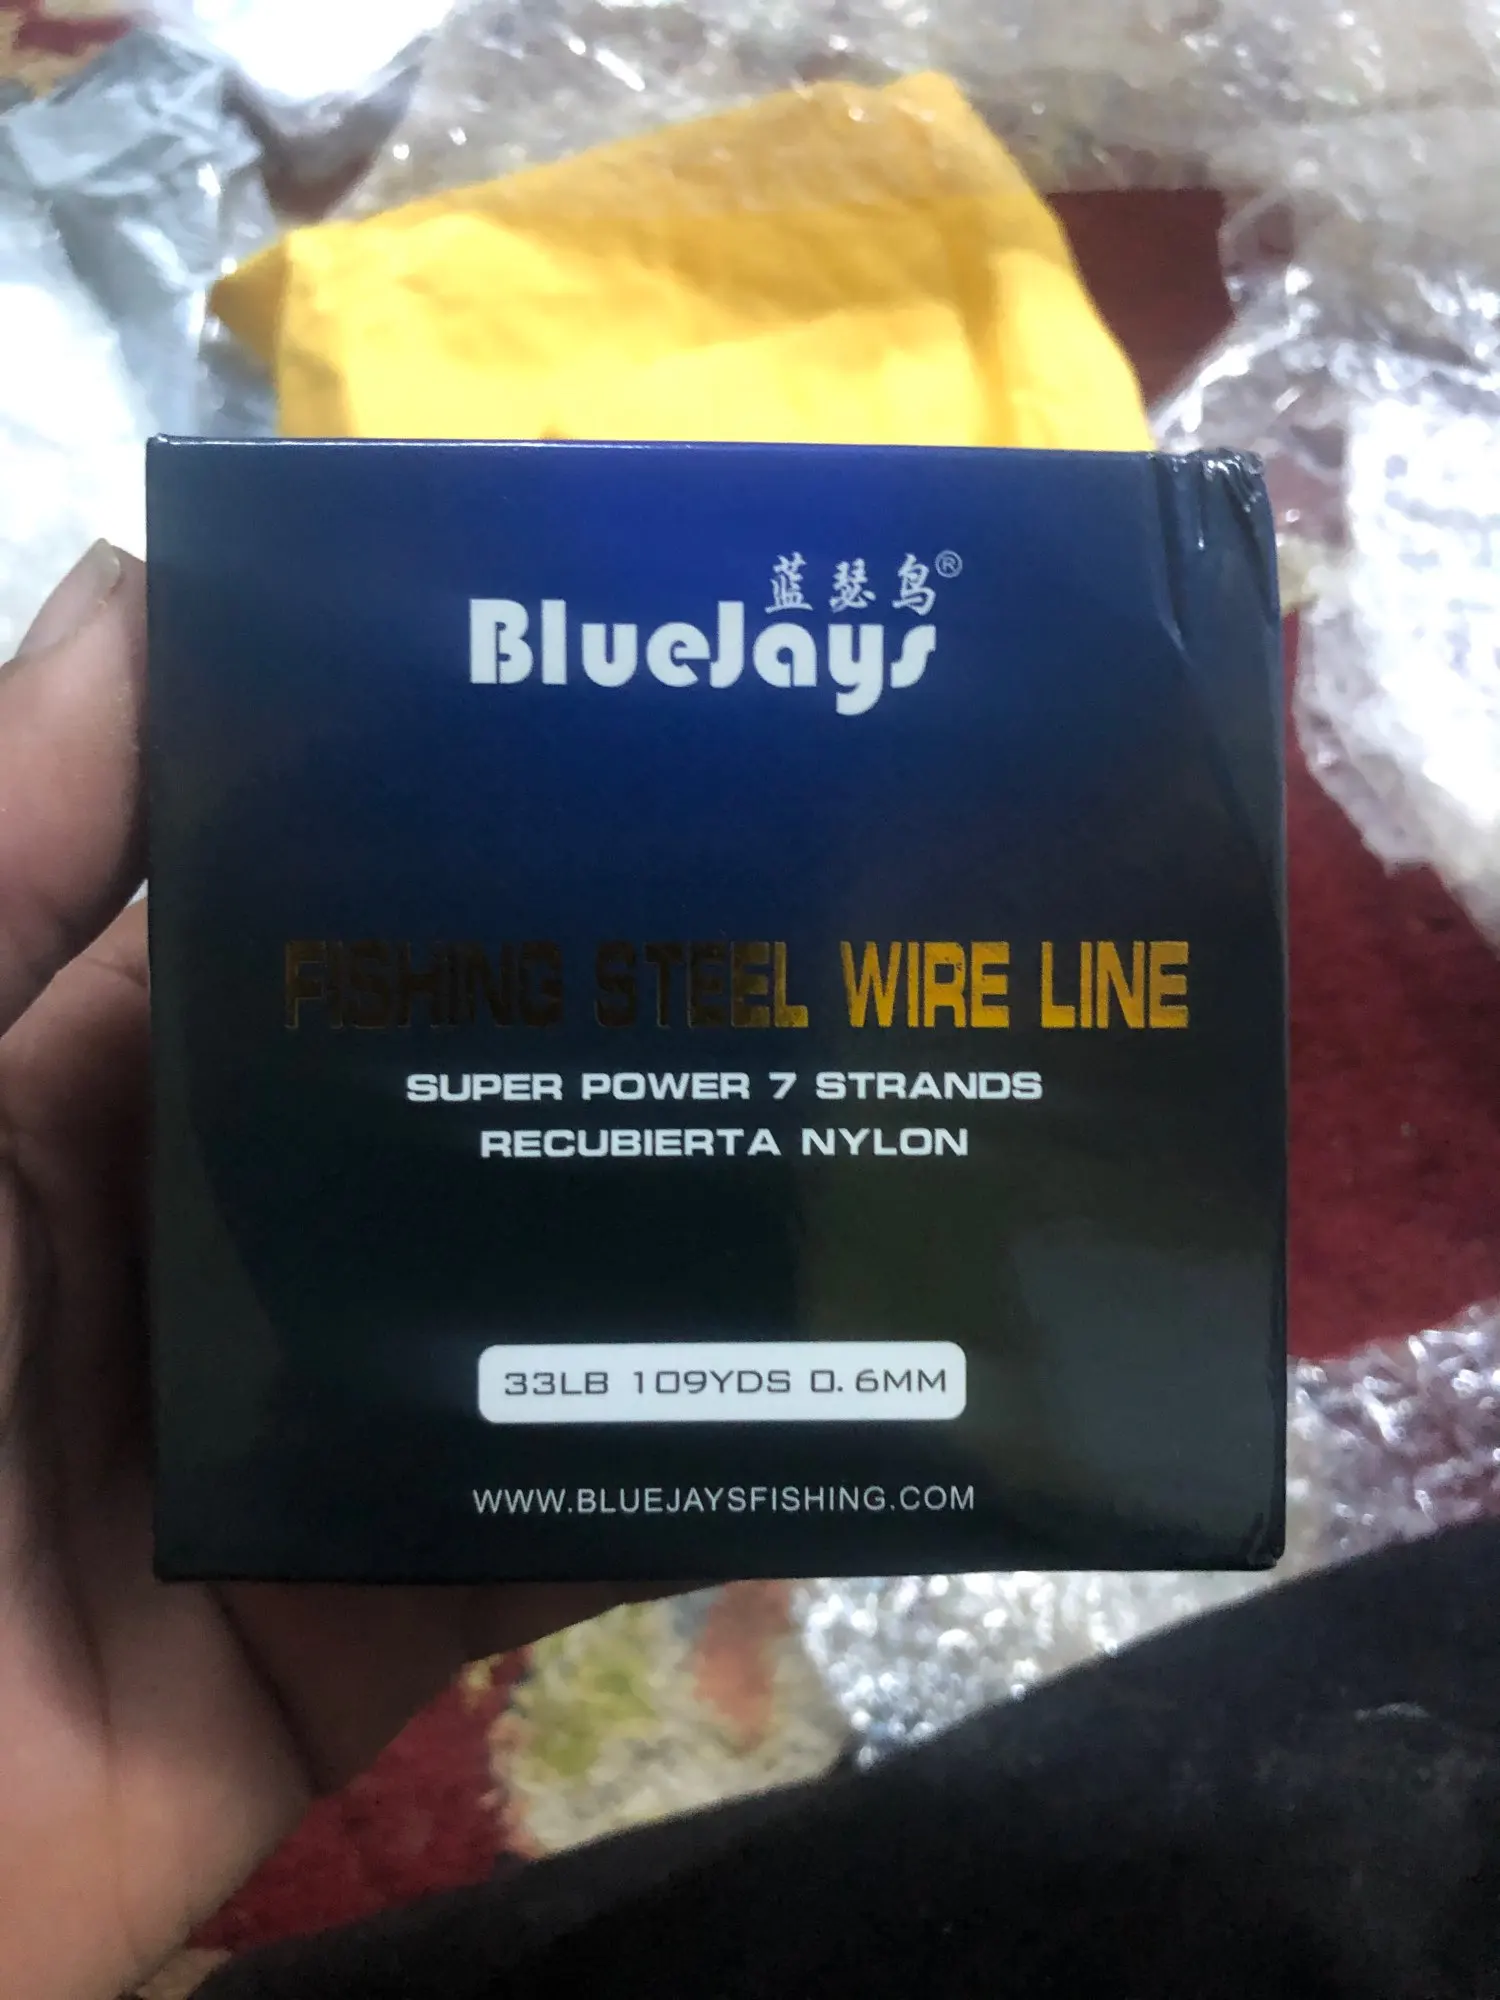 蓝瑟鸟®
BlueJays
FISHING STEEL WIRE LINE
SUPER POWER 7 STRANDS
RECUBIERTA NYLON
33LB 109YDS 0.6MM
WWW.BLUEJAYSFISHING.COM